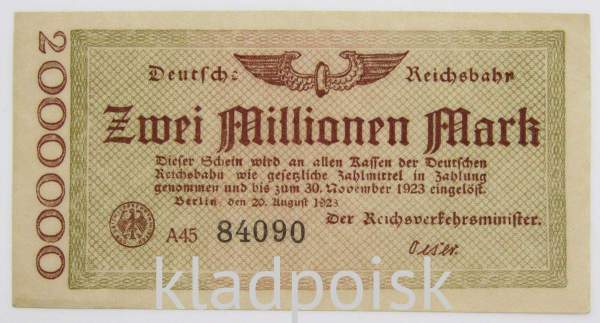 2000000
Deutsche Reichsbahn
Zwei Millionen Mark
Dieser Schein wird an allen Kassen der Deutschen
Reichsbahn wie gesetzliche Zahlmittel in Zahlung
genommen und bis zum 30. November 1923 eingelöst.
Berlin, den 20. August 1923
Der Reichsverkehrsminister.
A45 84090
Oeser.
kladpoisk